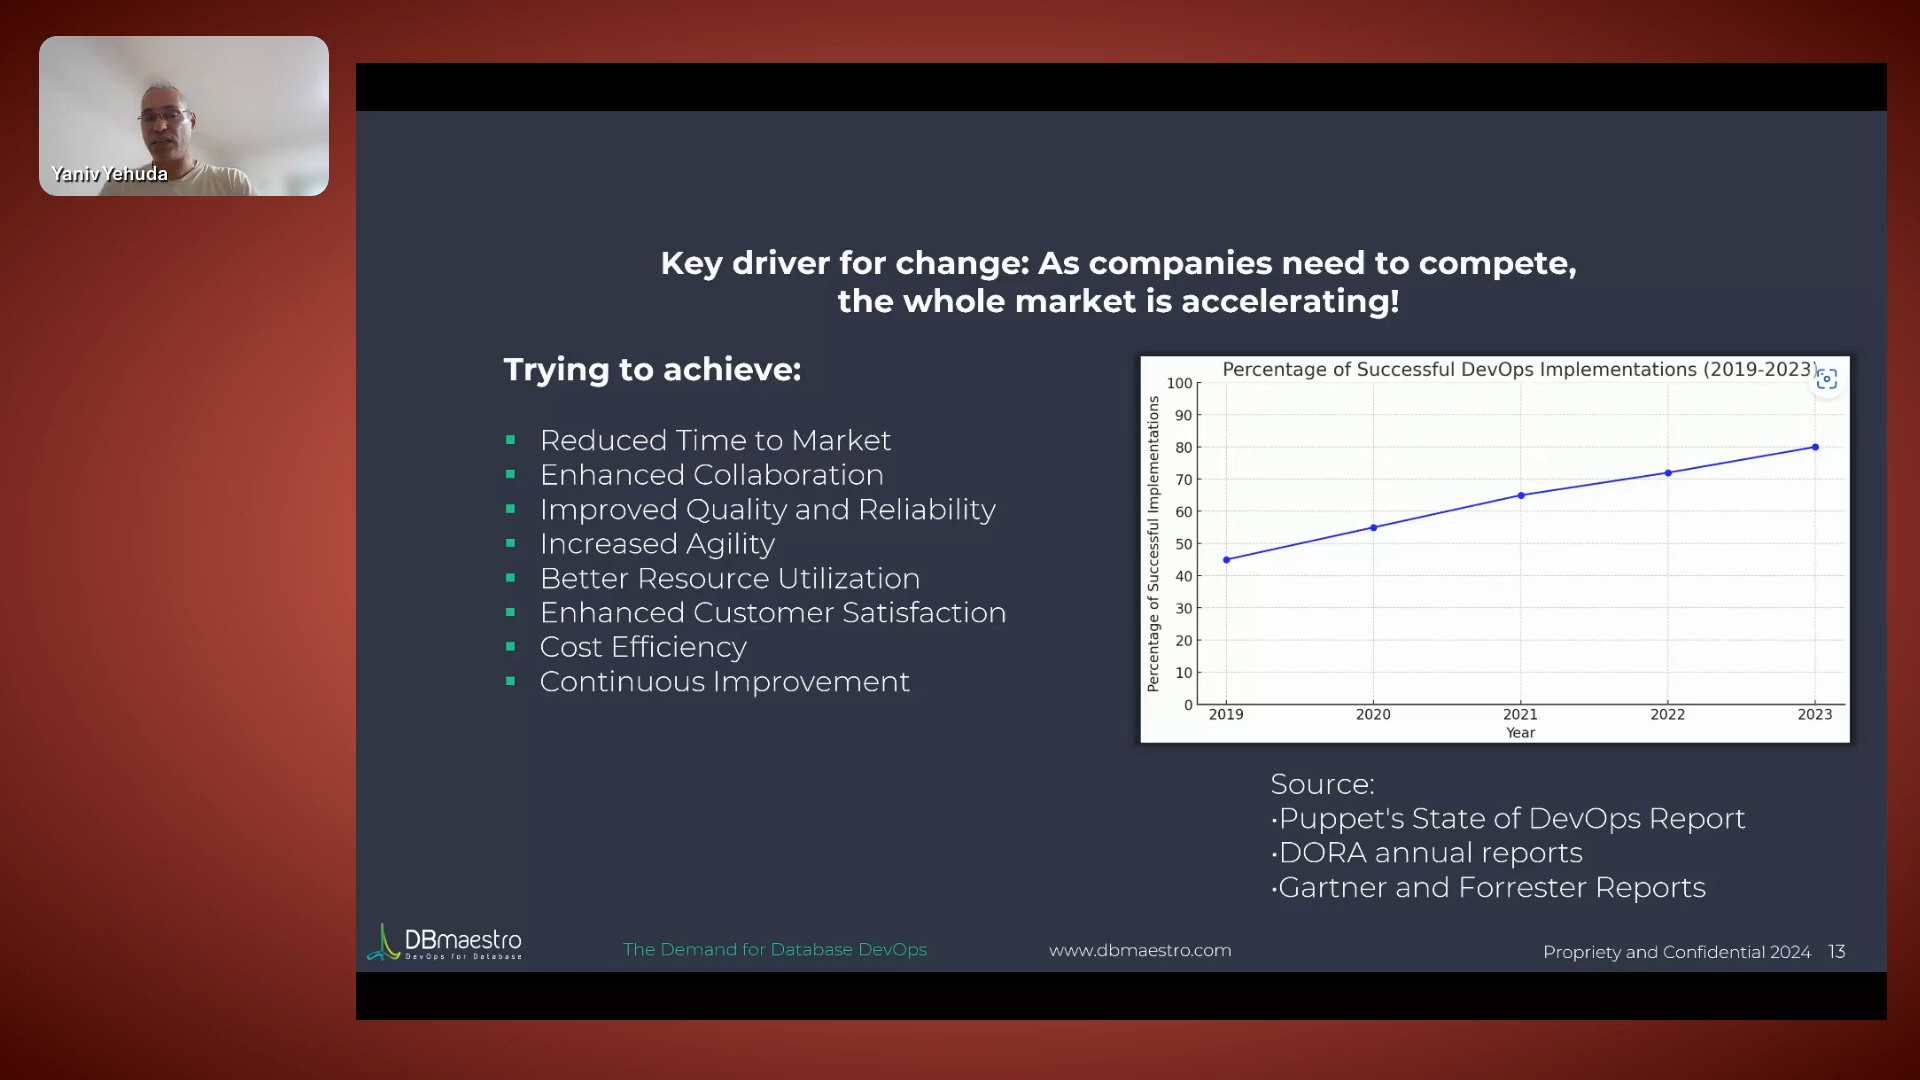 Yaniv Yehuda
Key driver for change: As companies need to compete,
the whole market is accelerating!
Trying to achieve:
Reduced Time to Market
Enhanced Collaboration
Improved Quality and Reliability
Increased Agility
Better Resource Utilization
Enhanced Customer Satisfaction
Cost Efficiency
Continuous Improvement
Percentage of Successful DevOps Implementations (2019-2023)
Percentage of Successful Implementations
100
90
80
70
60
50
40
30
20
10
0
2019 2020 2021 2022 2023
Year
Source:
•Puppet's State of DevOps Report
•DORA annual reports
•Gartner and Forrester Reports
DBmaestro
DevOps for Database
The Demand for Database DevOps
www.dbmaestro.com
Propriety and Confidential 2024 13